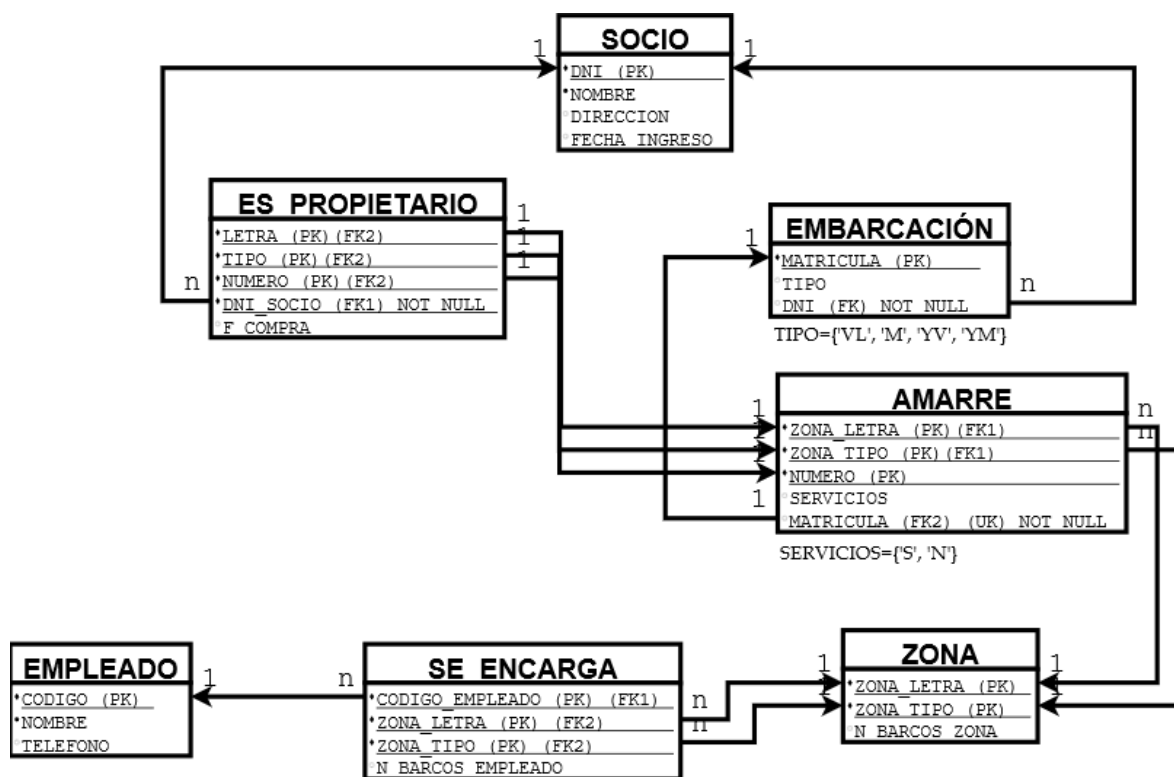 SOCIO
DNI (PK)
NOMBRE
DIRECCION
FECHA INGRESO
1
1
ES PROPIETARIO
LETRA (PK)(FK2)
TIPO (PK)(FK2)
NUMERO (PK)(FK2)
DNI_SOCIO (FK1) NOT NULL
F COMPRA
n
1
1
1
EMBARCACIÓN
MATRICULA (PK)
TIPO
DNI (FK) NOT NULL
1
n
TIPO={'VL', 'M', 'YV', 'YM'}
AMARRE
ZONA_LETRA (PK)(FK1)
ZONA TIPO (PK)(FK1)
NUMERO (PK)
SERVICIOS
MATRICULA (FK2) (UK) NOT NULL
1
1
1
1
n
n
SERVICIOS={'S', 'N'}
EMPLEADO
CODIGO (PK)
NOMBRE
TELEFONO
1
n
SE ENCARGA
CODIGO_EMPLEADO (PK) (FK1)
ZONA_LETRA (PK) (FK2)
ZONA_TIPO (PK) (FK2)
N BARCOS EMPLEADO
n
n
ZONA
ZONA_LETRA (PK)
ZONA_TIPO (PK)
N BARCOS ZONA
1
1
1
1